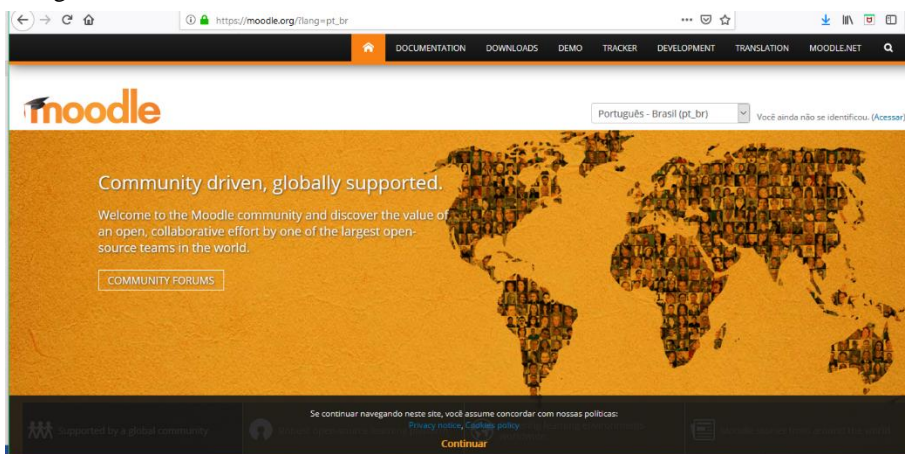 https://moodle.org/?lang=pt_br
DOCUMENTATION DOWNLOADS DEMO TRACKER DEVELOPMENT TRANSLATION MOODLE.NET
moodle
Português - Brasil (pt_br)
Você ainda não se identificou. (Acessar)
Community driven, globally supported.
Welcome to the Moodle community and discover the value of
an open, collaborative effort by one of the largest open-
source teams in the world.
COMMUNITY FORUMS
Se continuar navegando neste site, você assume concordar com nossas políticas:
Privacy notice, Cookies policy
Supported by a global community
Continuar